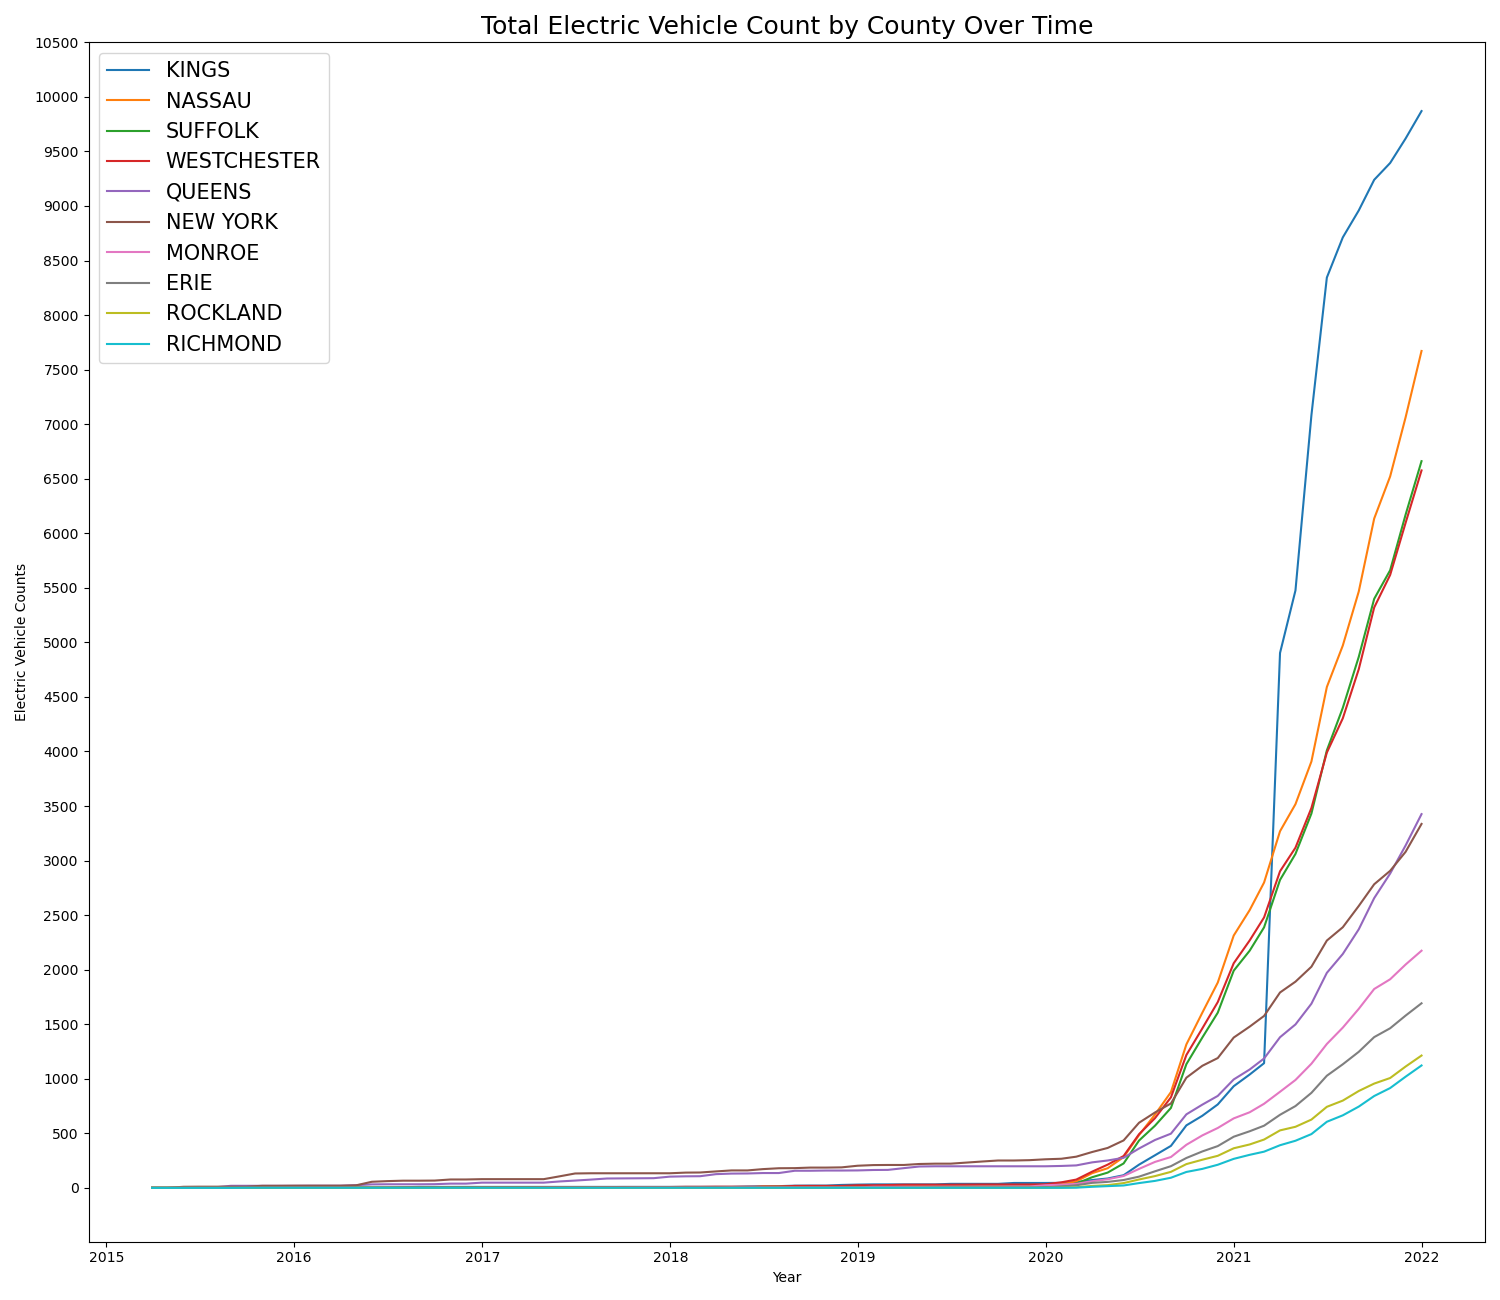 Total Electric Vehicle Count by County Over Time
10500
10000
9500
9000
8500
8000
7500
7000
6500
6000
5500
5000
4500
4000
3500
3000
2500
2000
1500
1000
500
0
Electric Vehicle Counts
KINGS
NASSAU
SUFFOLK
WESTCHESTER
QUEENS
NEW YORK
MONROE
ERIE
ROCKLAND
RICHMOND
2015 2016 2017 2018 2019 2020 2021 2022
Year